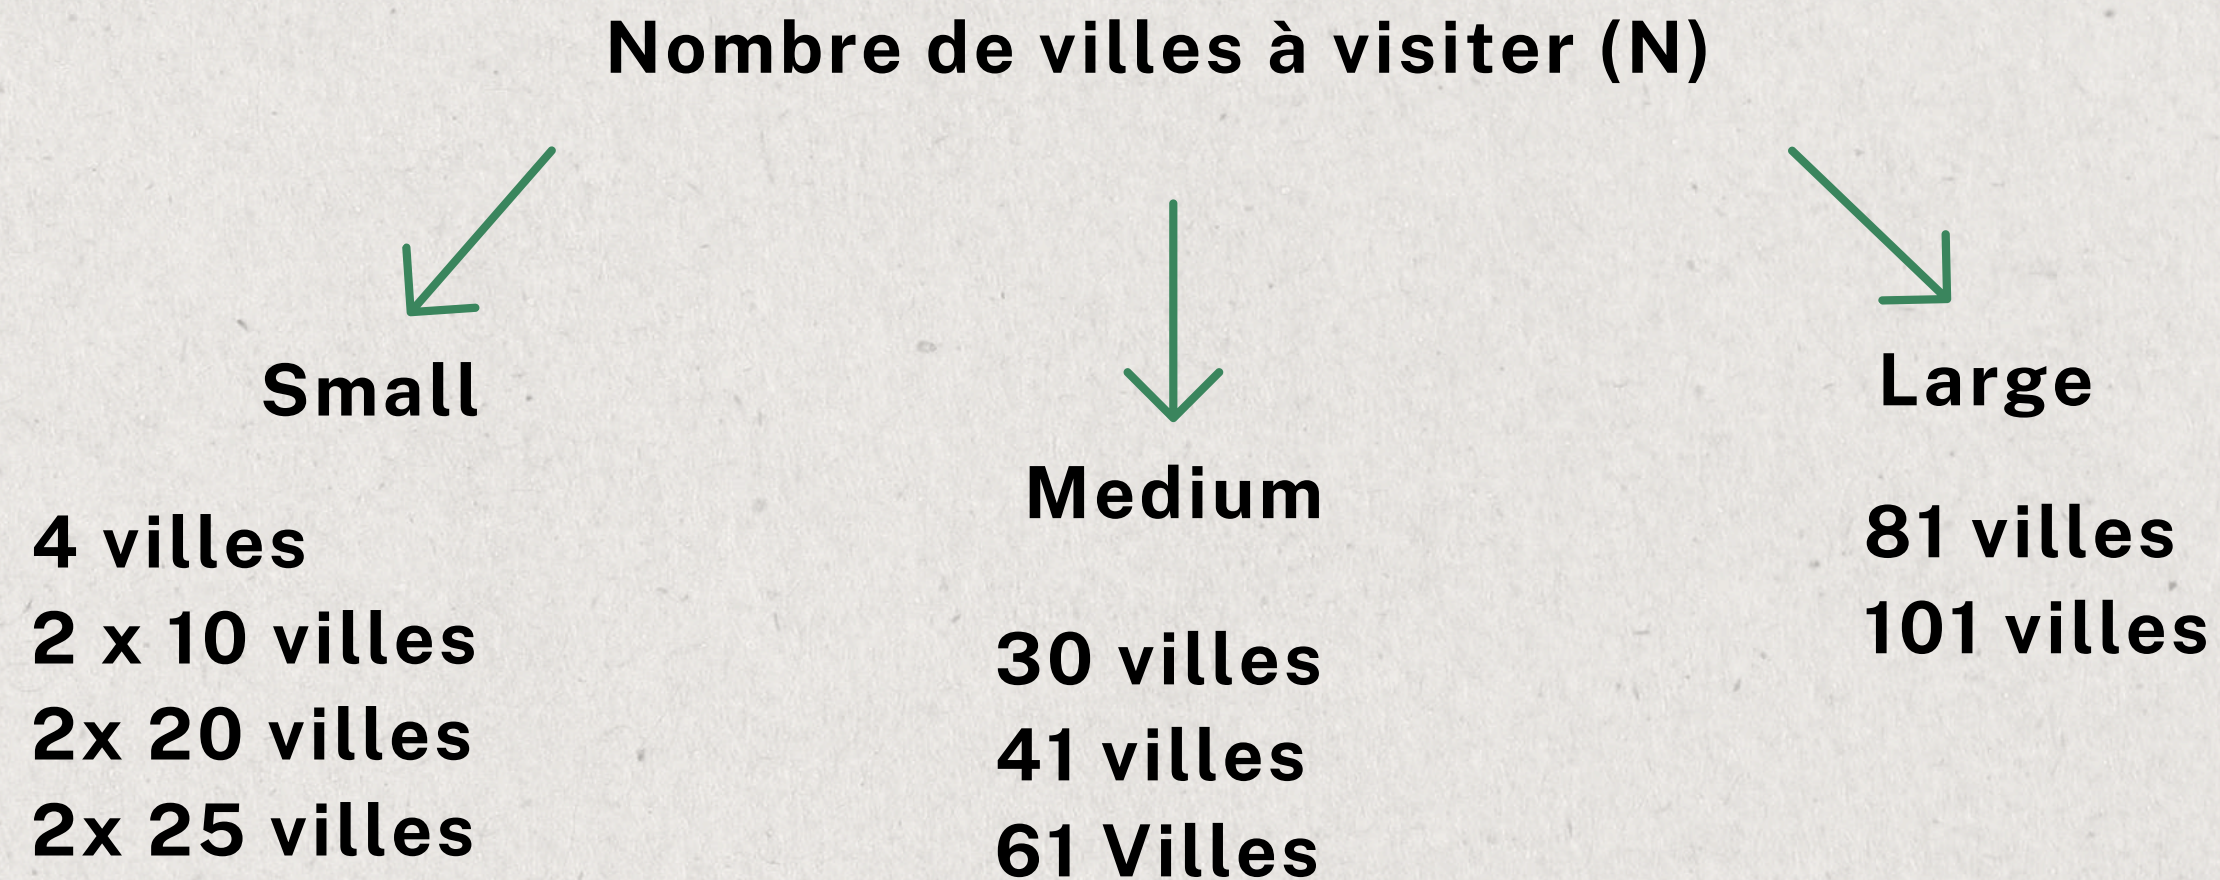 Nombre de villes à visiter (N)
Small
4 villes
2 x 10 villes
2x 20 villes
2x 25 villes
Medium
30 villes
41 villes
61 Villes
Large
81 villes
101 villes